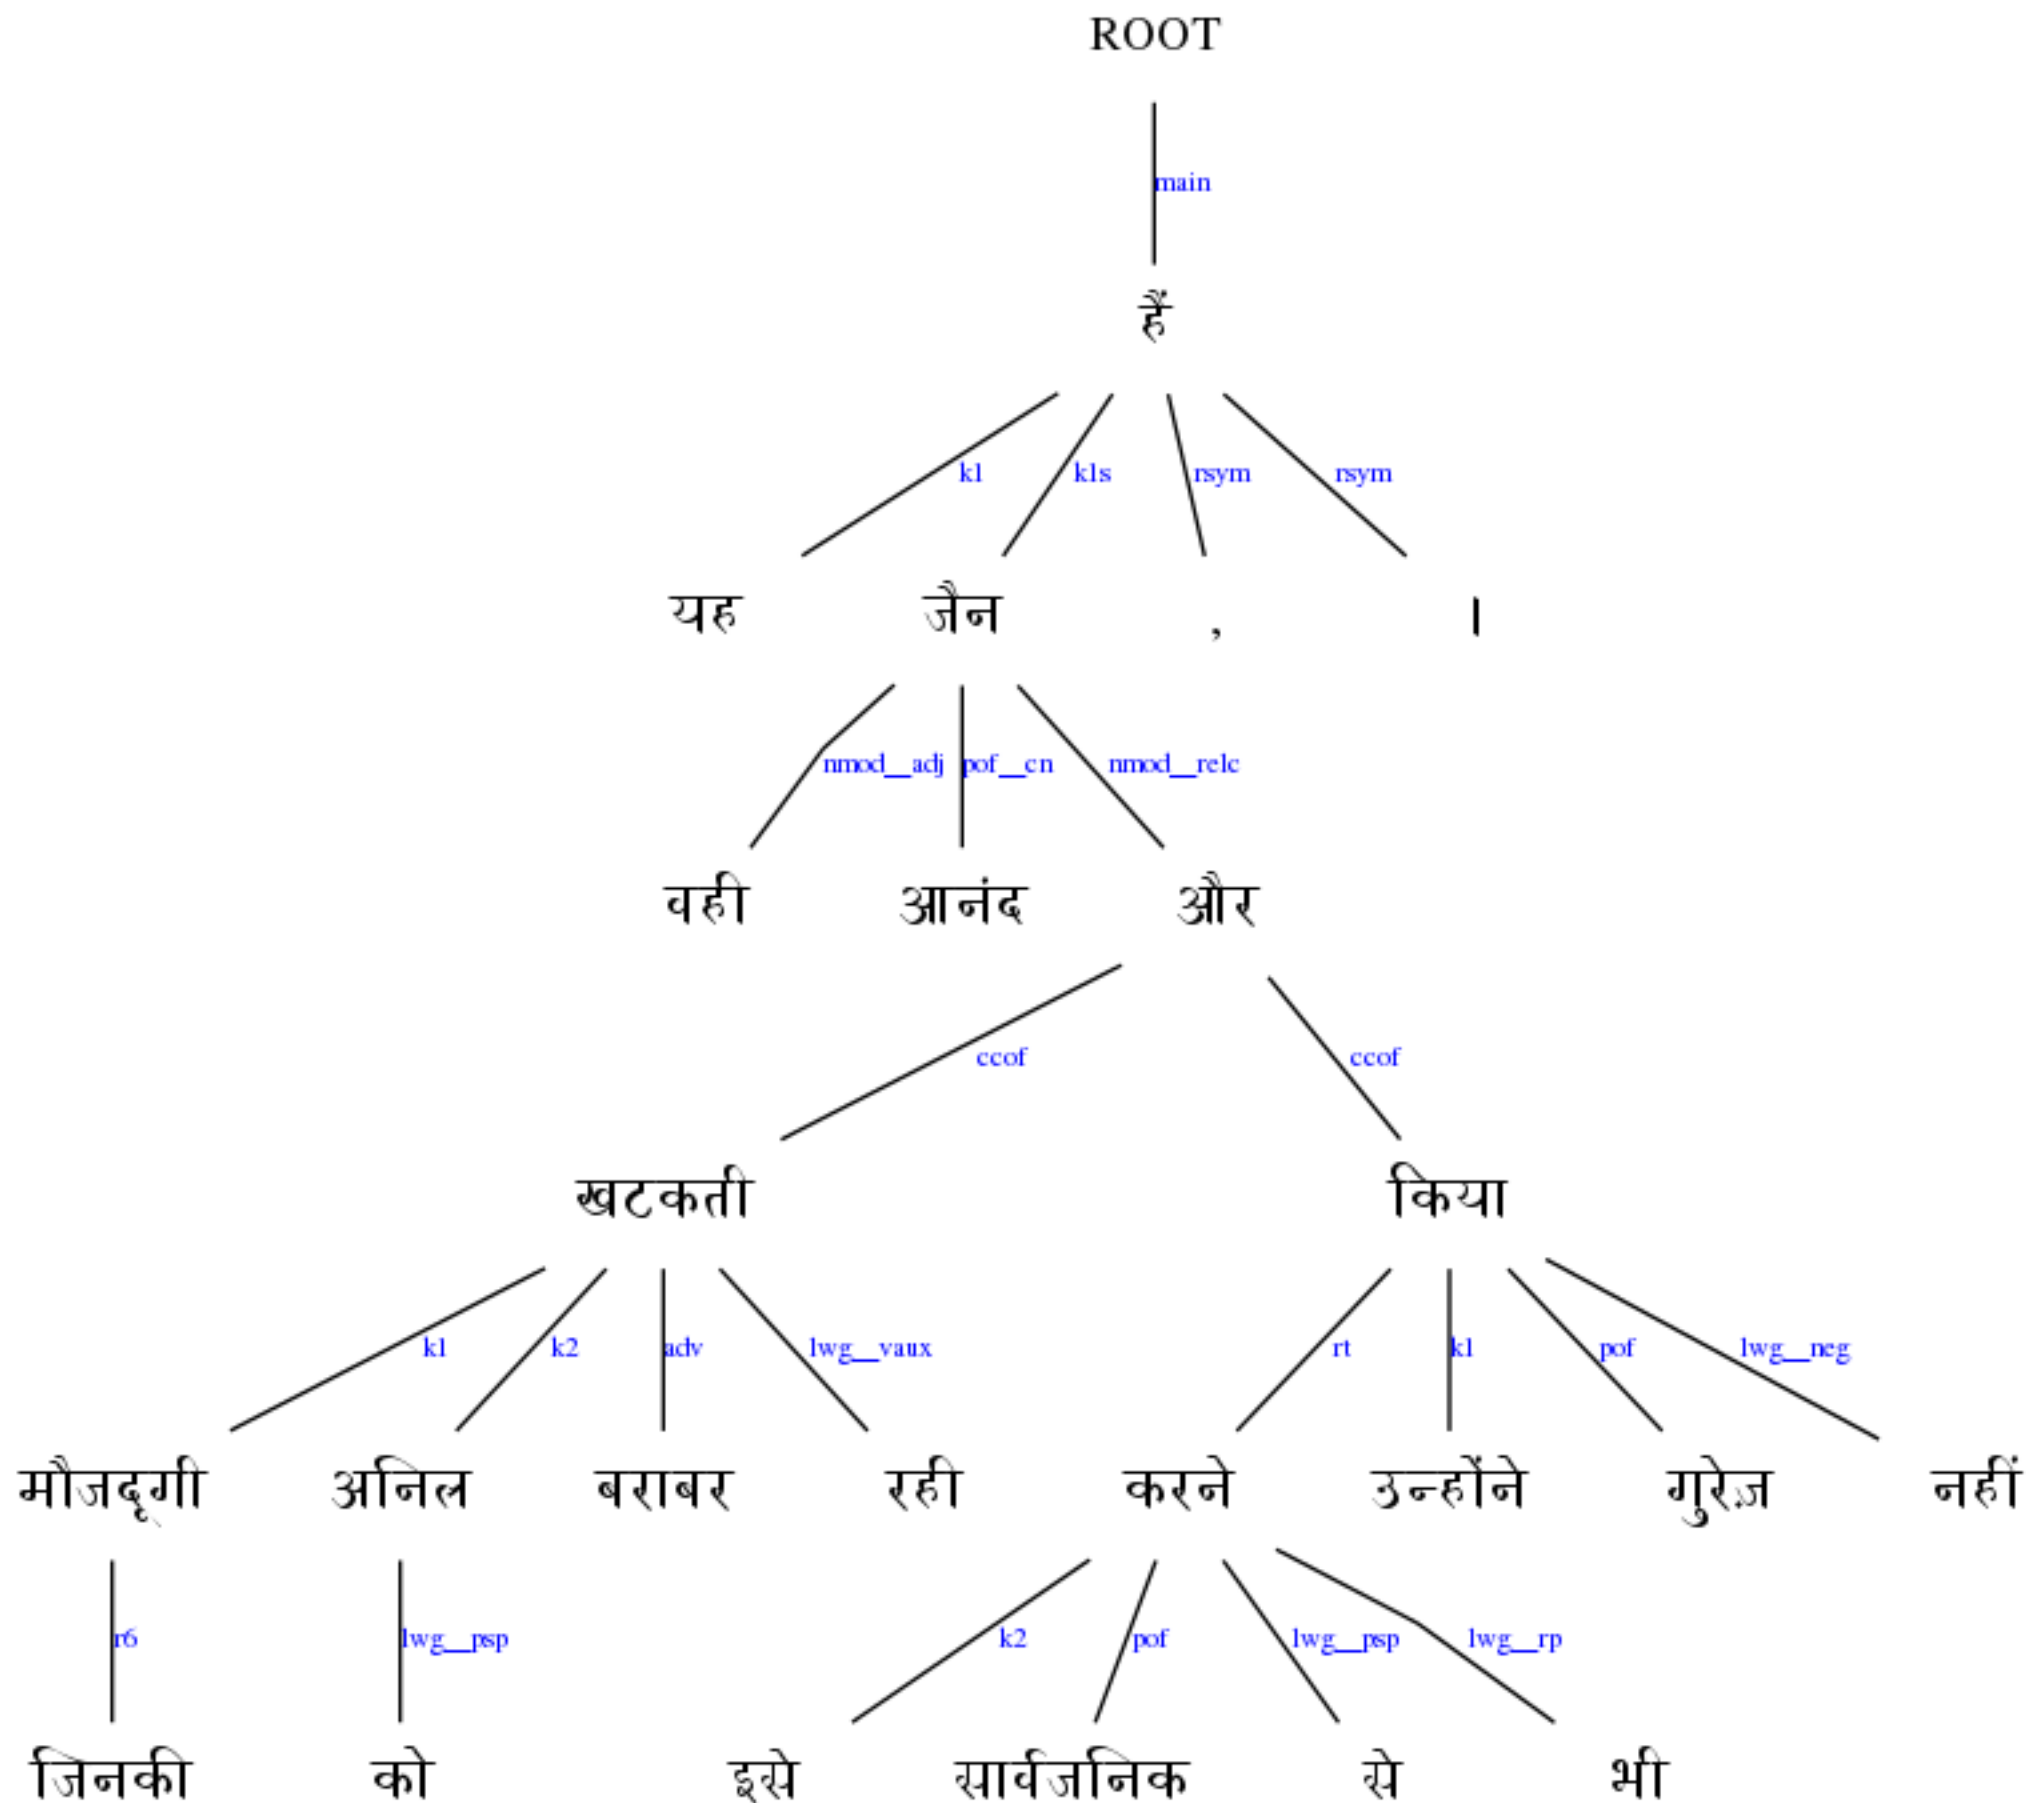 ROOT
main
हैं
k1 k1s rsym rsym
यह जैन , ।
nmod__adj pof__cn nmod__relc
वही आनंद और
ccof ccof
खटकती किया
k1 k2 adv lwg__vaux rt k1 pof lwg__neg
मौजदूगी अनिल बराबर रही करने उन्होंने गुरेज़ नहीं
r6 lwg__psp k2 pof lwg__psp lwg__rp
जिनकी को इसे सार्वजनिक से भी